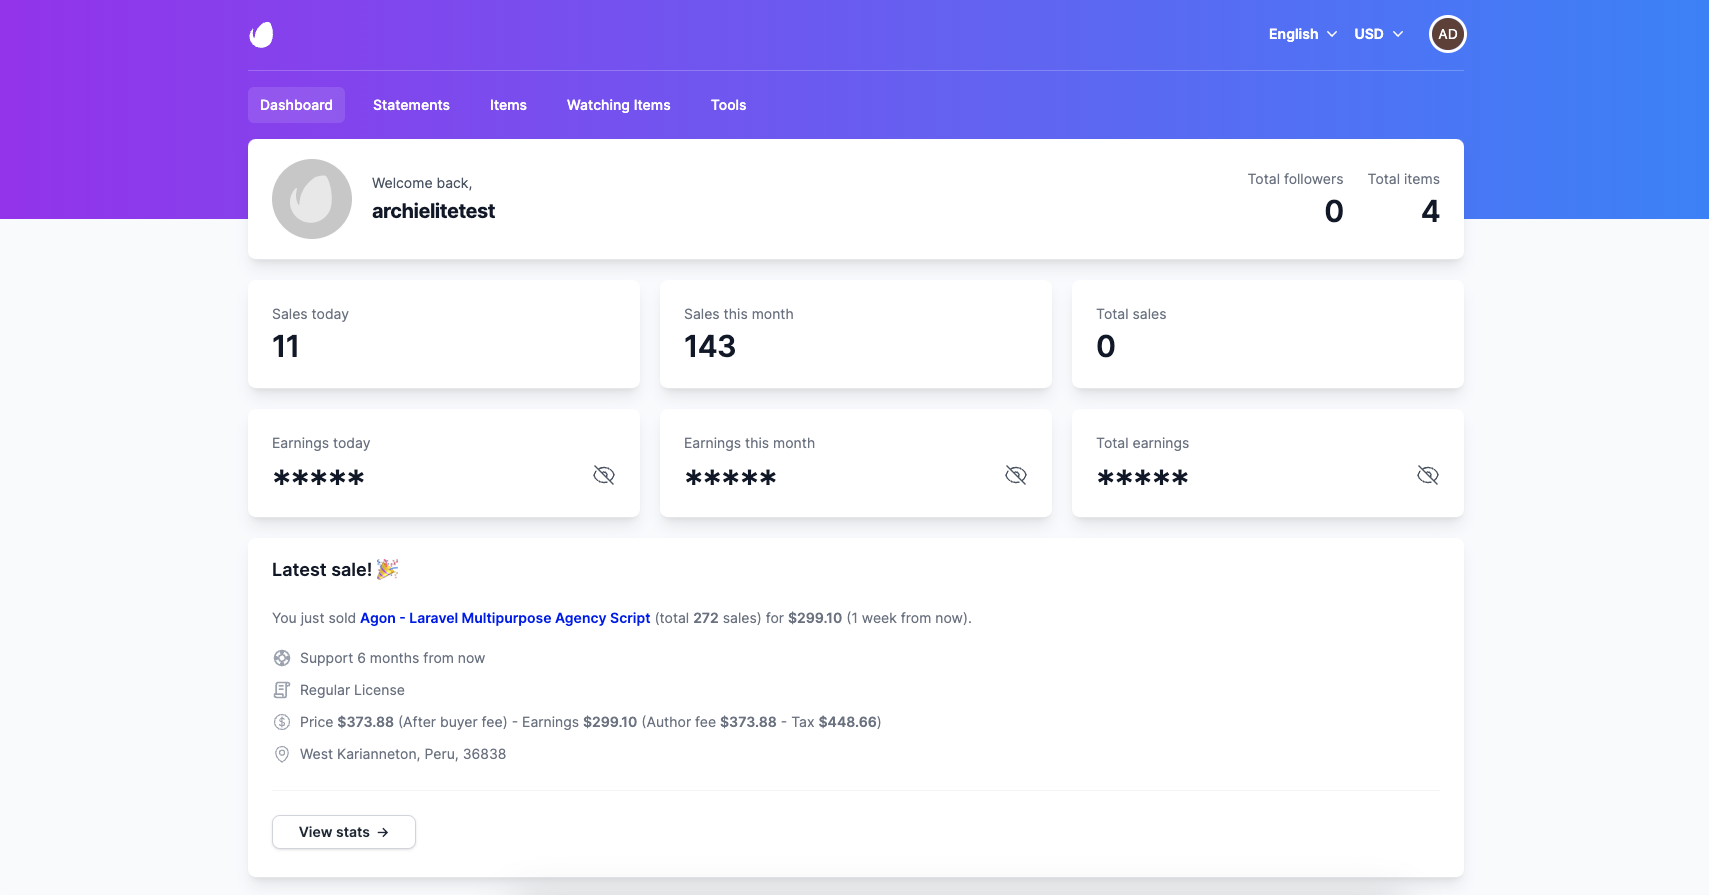 English USD AD
Dashboard Statements Items Watching Items Tools
Welcome back,
archielitetest
Total followers
0
Total items
4
Sales today
11
Sales this month
143
Total sales
0
Earnings today
*****
Earnings this month
*****
Total earnings
*****
Latest sale! 🎉
You just sold Agon - Laravel Multipurpose Agency Script (total 272 sales) for $299.10 (1 week from now).
Support 6 months from now
Regular License
Price $373.88 (After buyer fee) - Earnings $299.10 (Author fee $373.88 - Tax $448.66)
West Karianneton, Peru, 36838
View stats →